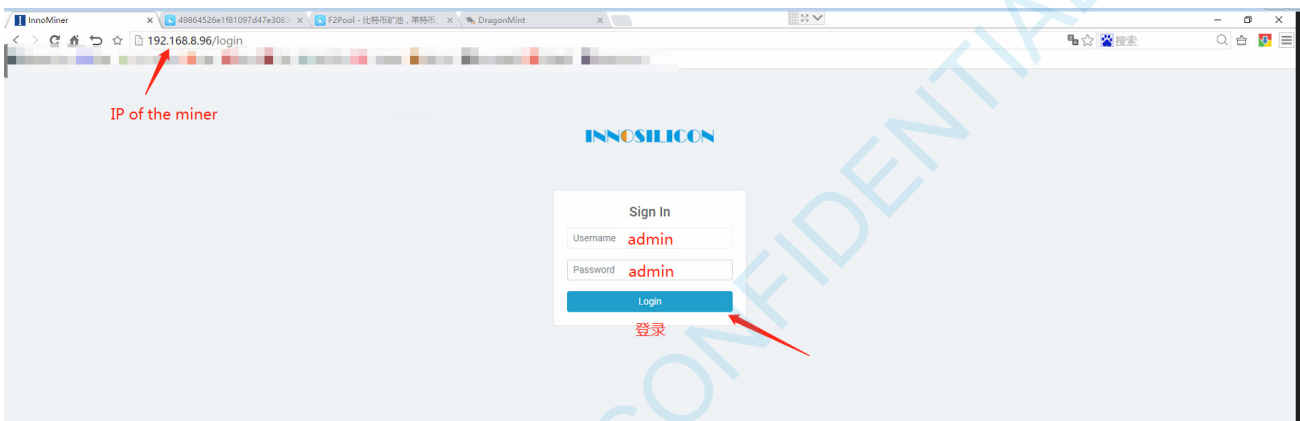 InnoMiner
49864526e1f81097d47e3083
F2Pool - 比特币矿池，莱特币
DragonMint
192.168.8.96/login
搜索
IP of the miner
INNOSILICON
Sign In
Username admin
Password admin
Login
登录
CONFIDENTIAL